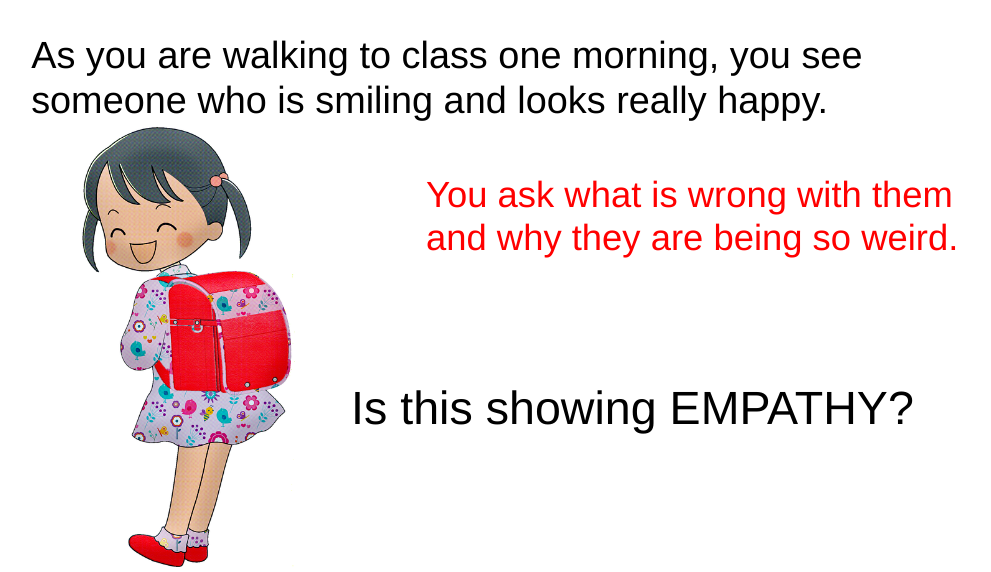 As you are walking to class one morning, you see
someone who is smiling and looks really happy.
You ask what is wrong with them
and why they are being so weird.
Is this showing EMPATHY?